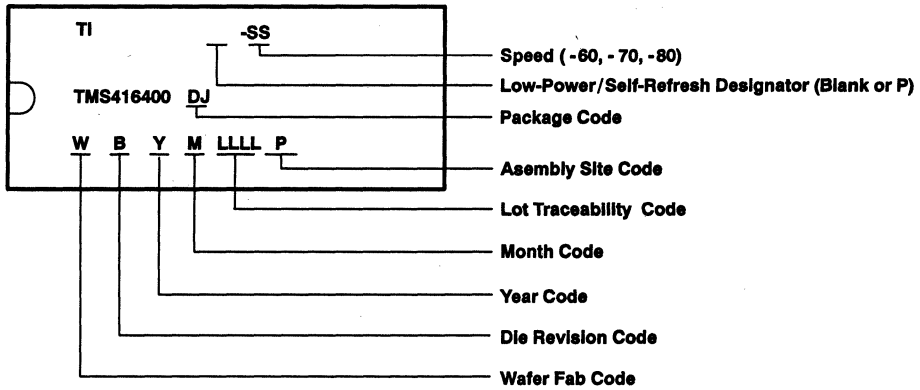 TI
-SS
Speed (-60, -70, -80)
Low-Power/Self-Refresh Designator (Blank or P)
TMS416400 DJ
Package Code
W B Y M LLLL P
Asembly Site Code
Lot Traceability Code
Month Code
Year Code
Die Revision Code
Wafer Fab Code